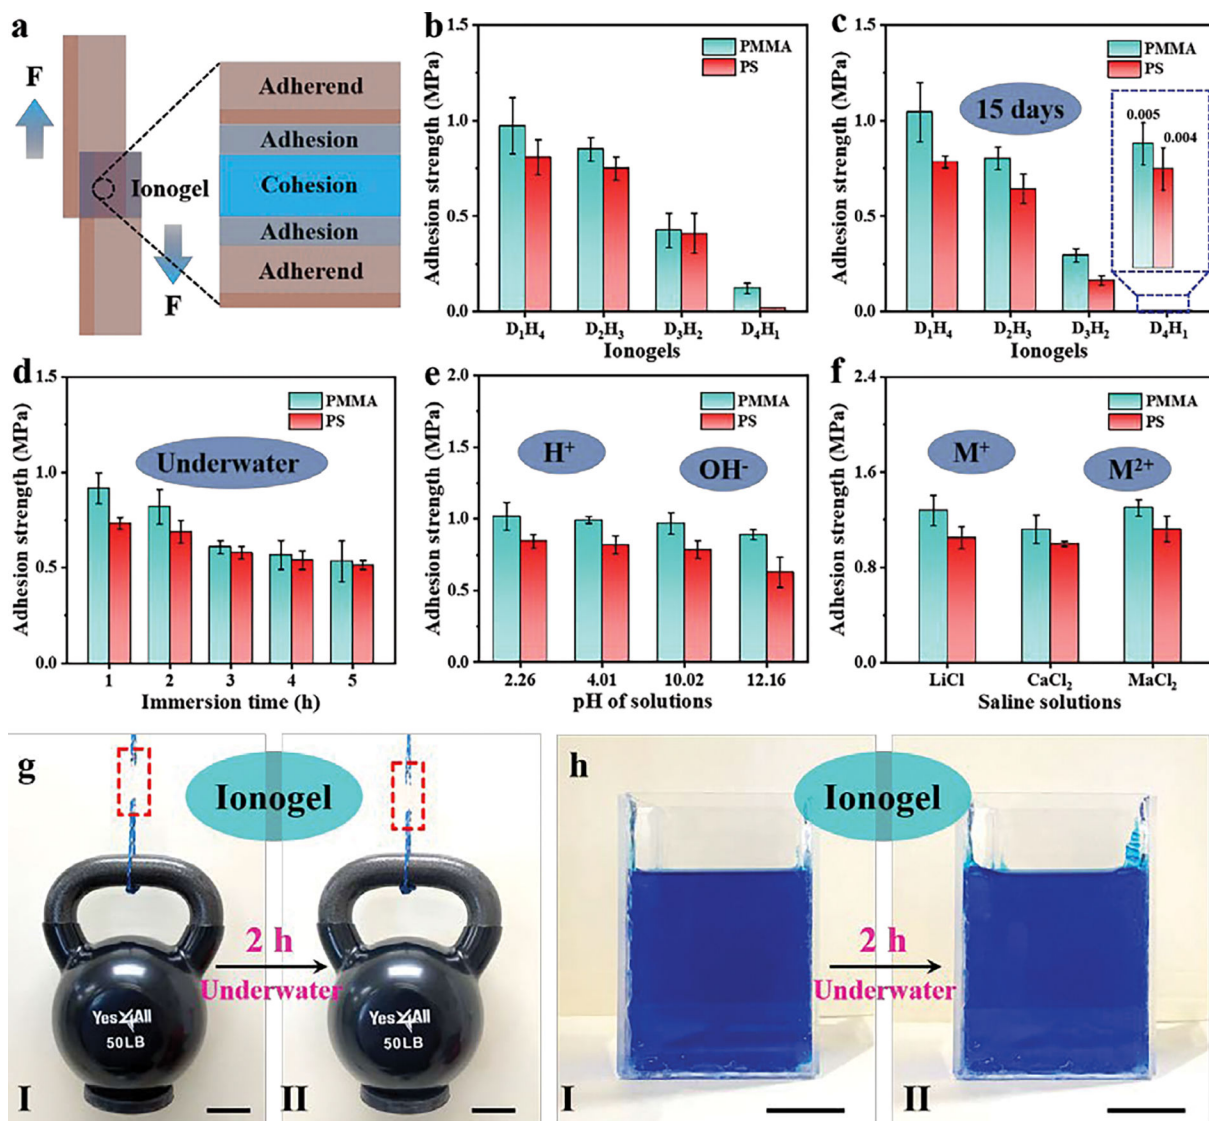 a
F
Ionogel
F
Adherend
Adhesion
Cohesion
Adhesion
Adherend
b
Adhesion strength (MPa)
1.5
1.0
0.5
0.0
PMMA
PS
D₁H₄ D₂H₃ D₃H₂ D₄H₁
Ionogels
c
Adhesion strength (MPa)
1.5
1.0
0.5
0.0
PMMA
PS
15 days
0.005
0.004
D₁H₄ D₂H₃ D₃H₂ D₄H₁
Ionogels
d
Adhesion strength (MPa)
1.5
1.0
0.5
0.0
PMMA
PS
Underwater
1 2 3 4 5
Immersion time (h)
e
Adhesion strength (MPa)
2.0
1.5
1.0
0.5
0.0
PMMA
PS
H⁺
OH⁻
2.26 4.01 10.02 12.16
pH of solutions
f
Adhesion strength (MPa)
2.4
1.6
0.8
0.0
PMMA
PS
M⁺
M²⁺
LiCl CaCl₂ MaCl₂
Saline solutions
g
Ionogel
2 h
Underwater
Yes4All
50LB
Yes4All
50LB
I
II
h
Ionogel
2 h
Underwater
I
II